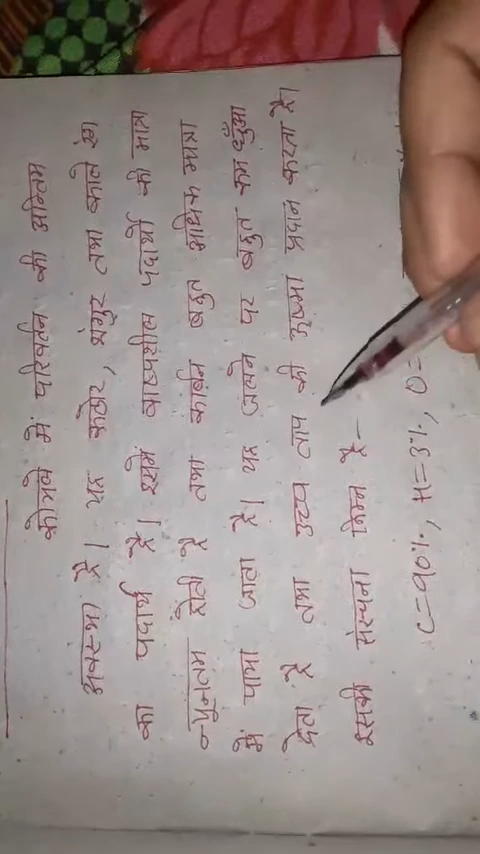 कोयले में परिवर्तन की अन्तिम
अवस्था है। यह कठोर, भंगुर तथा काले रंग
का पदार्थ है। इसमे वाष्पशील पदार्थो की मात्रा
न्यूनतम होती है तथा कार्बन बहुत अधिक मात्रा
में पाया जाता है। यह जलने पर बहुत कम धुँआ
देता है तथा उच्च ताप की ऊष्मा प्रदान करता है।
इसकी संरचना निम्न है-
C=90%, H=3%, O=